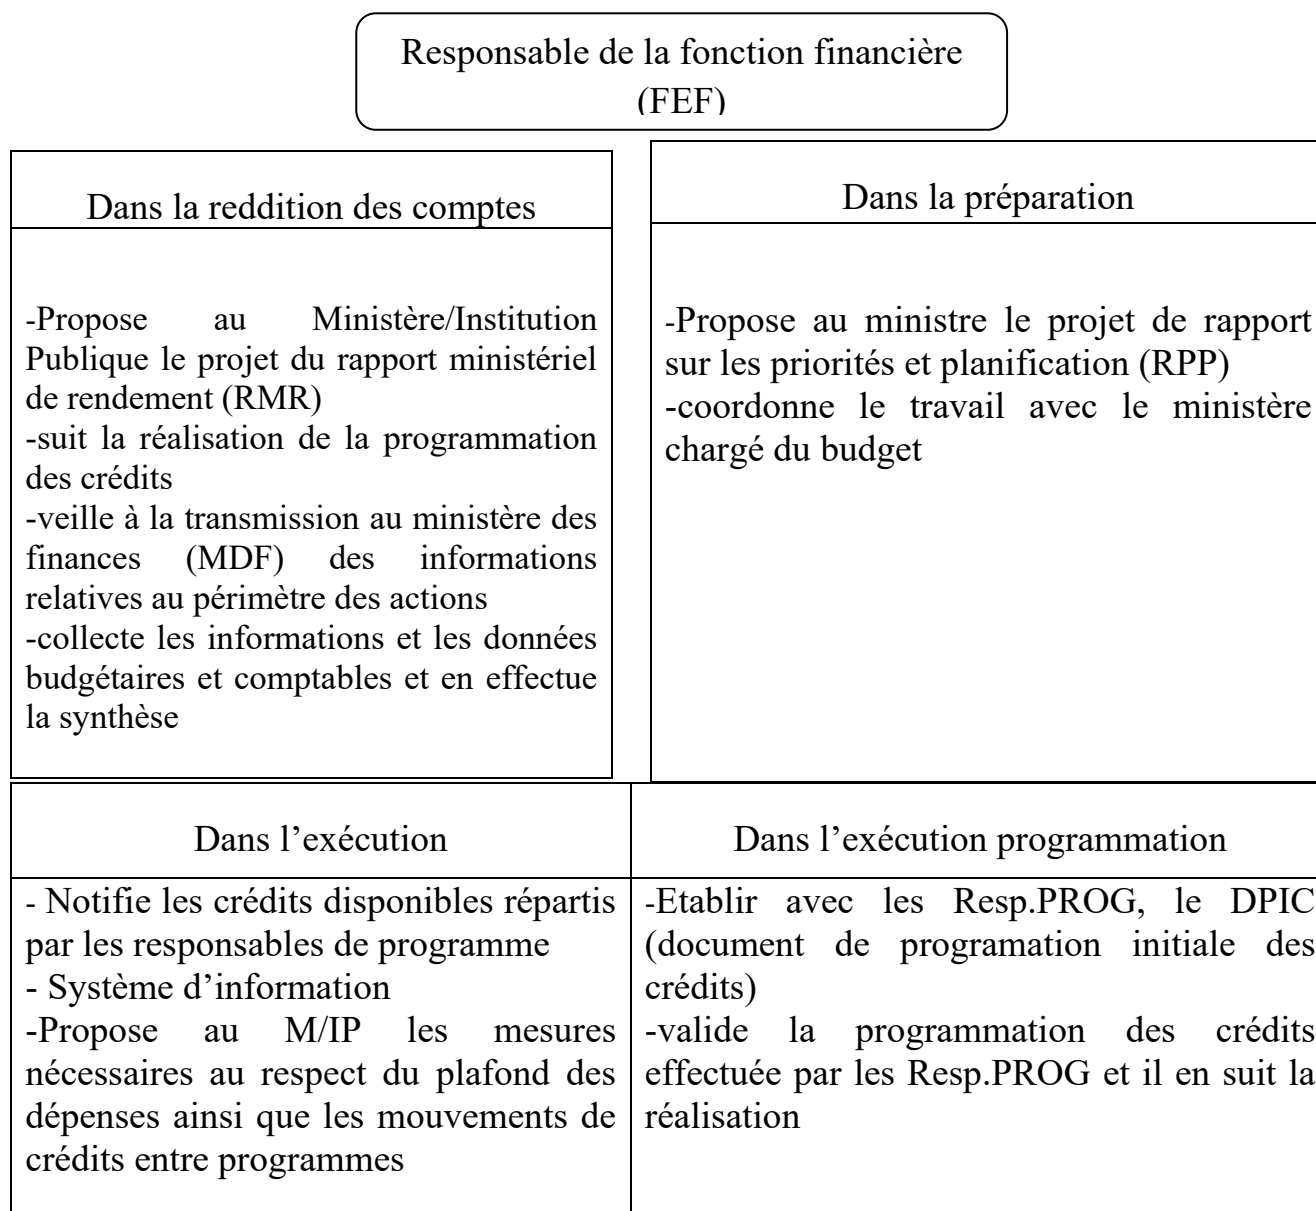 Responsable de la fonction financière
(FEF)
Dans la reddition des comptes
-Propose au Ministère/Institution
Publique le projet du rapport ministériel
de rendement (RMR)
-suit la réalisation de la programmation
des crédits
-veille à la transmission au ministère des
finances (MDF) des informations
relatives au périmètre des actions
-collecte les informations et les données
budgétaires et comptables et en effectue
la synthèse
Dans la préparation
-Propose au ministre le projet de rapport
sur les priorités et planification (RPP)
-coordonne le travail avec le ministère
chargé du budget
Dans l’exécution
- Notifie les crédits disponibles répartis
par les responsables de programme
- Système d’information
-Propose au M/IP les mesures
nécessaires au respect du plafond des
dépenses ainsi que les mouvements de
crédits entre programmes
Dans l’exécution programmation
-Etablir avec les Resp.PROG, le DPIC
(document de programation initiale des
crédits)
-valide la programmation des crédits
effectuée par les Resp.PROG et il en suit la
réalisation